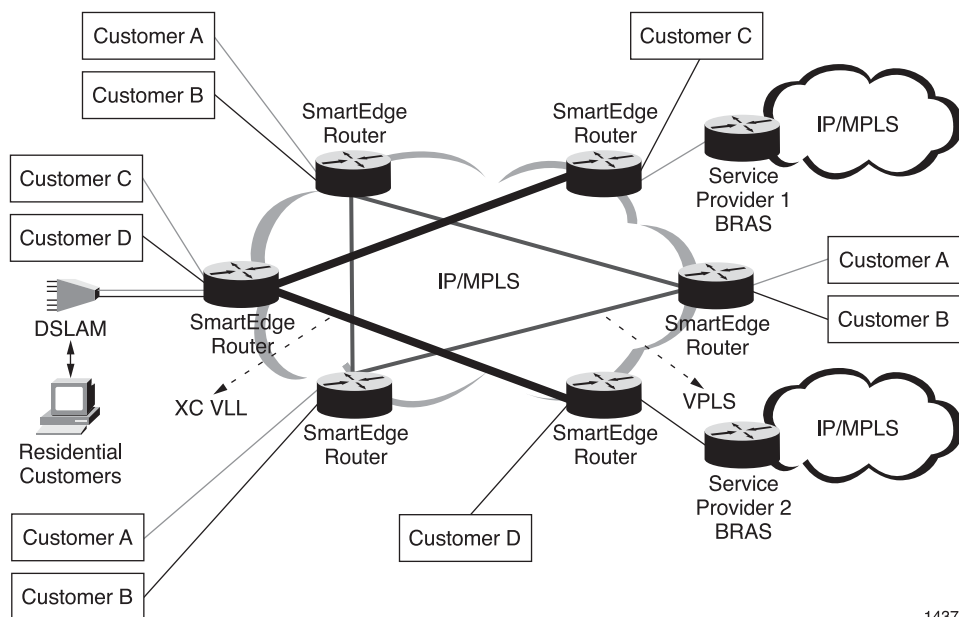 Customer A
Customer B
SmartEdge
Router
Customer C
SmartEdge
Router
IP/MPLS
Service
Provider 1
BRAS
Customer C
Customer D
DSLAM
Residential
Customers
SmartEdge
Router
IP/MPLS
SmartEdge
Router
Customer A
Customer B
XC VLL
VPLS
SmartEdge
Router
SmartEdge
Router
IP/MPLS
Service
Provider 2
BRAS
Customer A
Customer B
Customer D
1437